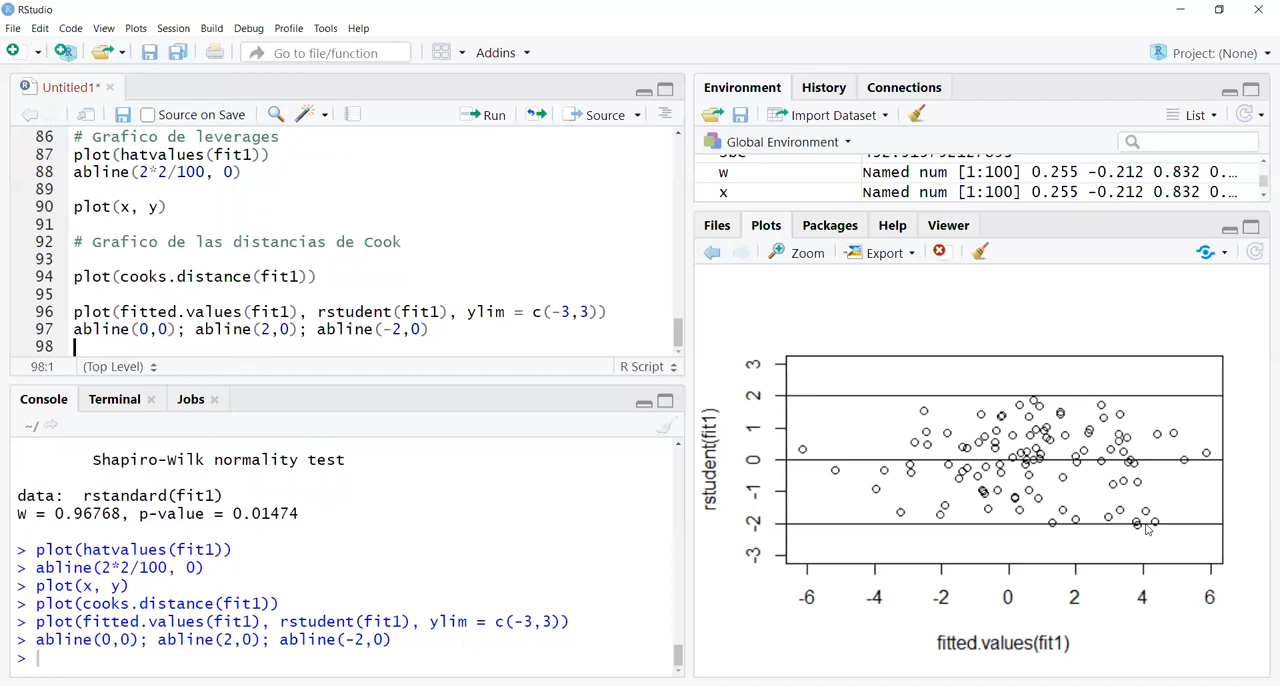 RStudio
File Edit Code View Plots Session Build Debug Profile Tools Help
Go to file/function Addins Project: (None)
Untitled1*
Source on Save Run Source
86 # Grafico de leverages
87 plot(hatvalues(fit1))
88 abline(2*2/100, 0)
89
90 plot(x, y)
91
92 # Grafico de las distancias de Cook
93
94 plot(cooks.distance(fit1))
95
96 plot(fitted.values(fit1), rstudent(fit1), ylim = c(-3,3))
97 abline(0,0); abline(2,0); abline(-2,0)
98
98:1 (Top Level) R Script
Console Terminal Jobs
~/
Shapiro-Wilk normality test
data: rstandard(fit1)
W = 0.96768, p-value = 0.01474
> plot(hatvalues(fit1))
> abline(2*2/100, 0)
> plot(x, y)
> plot(cooks.distance(fit1))
> plot(fitted.values(fit1), rstudent(fit1), ylim = c(-3,3))
> abline(0,0); abline(2,0); abline(-2,0)
>
Environment History Connections
Import Dataset List
Global Environment
w Named num [1:100] 0.255 -0.212 0.832 0.…
x Named num [1:100] 0.255 -0.212 0.832 0.…
Files Plots Packages Help Viewer
Zoom Export
rstudent(fit1)
3
2
1
0
-1
-2
-3
-6 -4 -2 0 2 4 6
fitted.values(fit1)